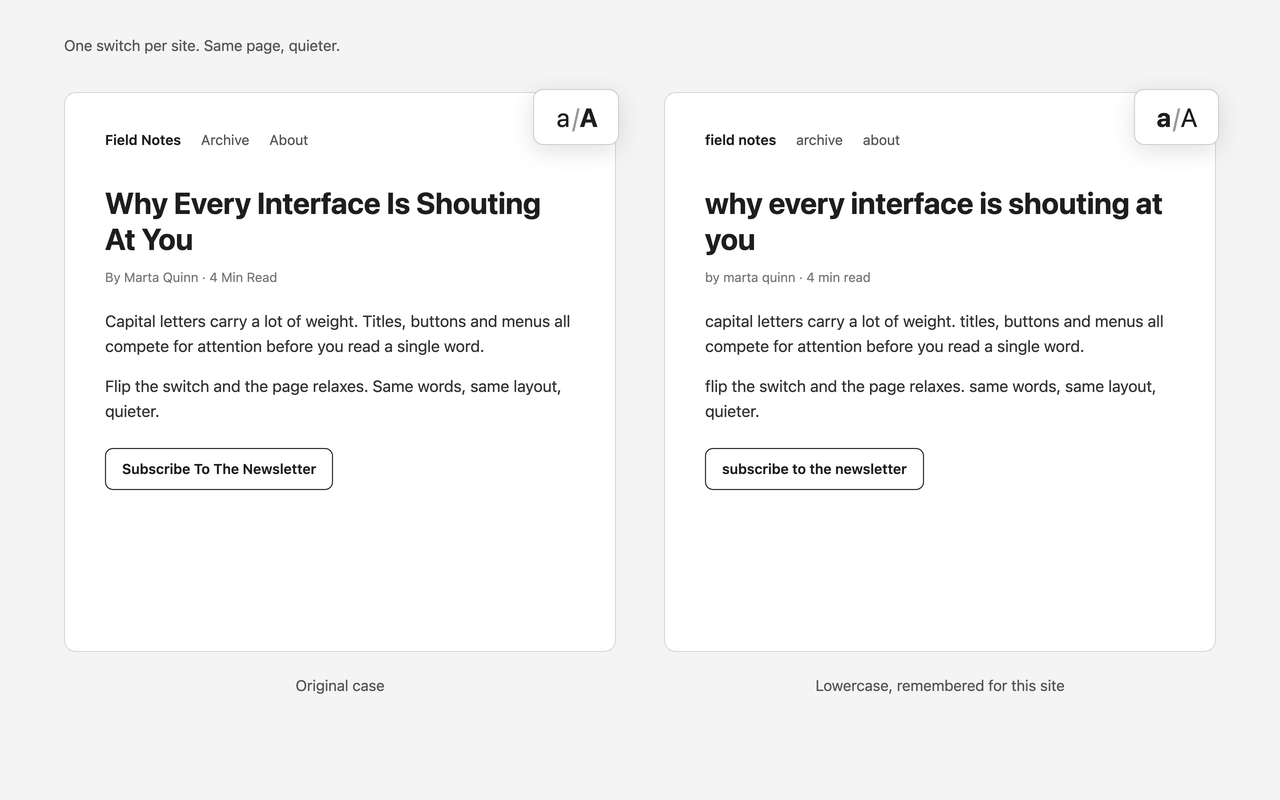 One switch per site. Same page, quieter.
a/A
Field Notes Archive About
Why Every Interface Is Shouting
At You
By Marta Quinn · 4 Min Read
Capital letters carry a lot of weight. Titles, buttons and menus all
compete for attention before you read a single word.
Flip the switch and the page relaxes. Same words, same layout,
quieter.
Subscribe To The Newsletter
Original case
a/A
field notes archive about
why every interface is shouting at
you
by marta quinn · 4 min read
capital letters carry a lot of weight. titles, buttons and menus all
compete for attention before you read a single word.
flip the switch and the page relaxes. same words, same layout,
quieter.
subscribe to the newsletter
Lowercase, remembered for this site